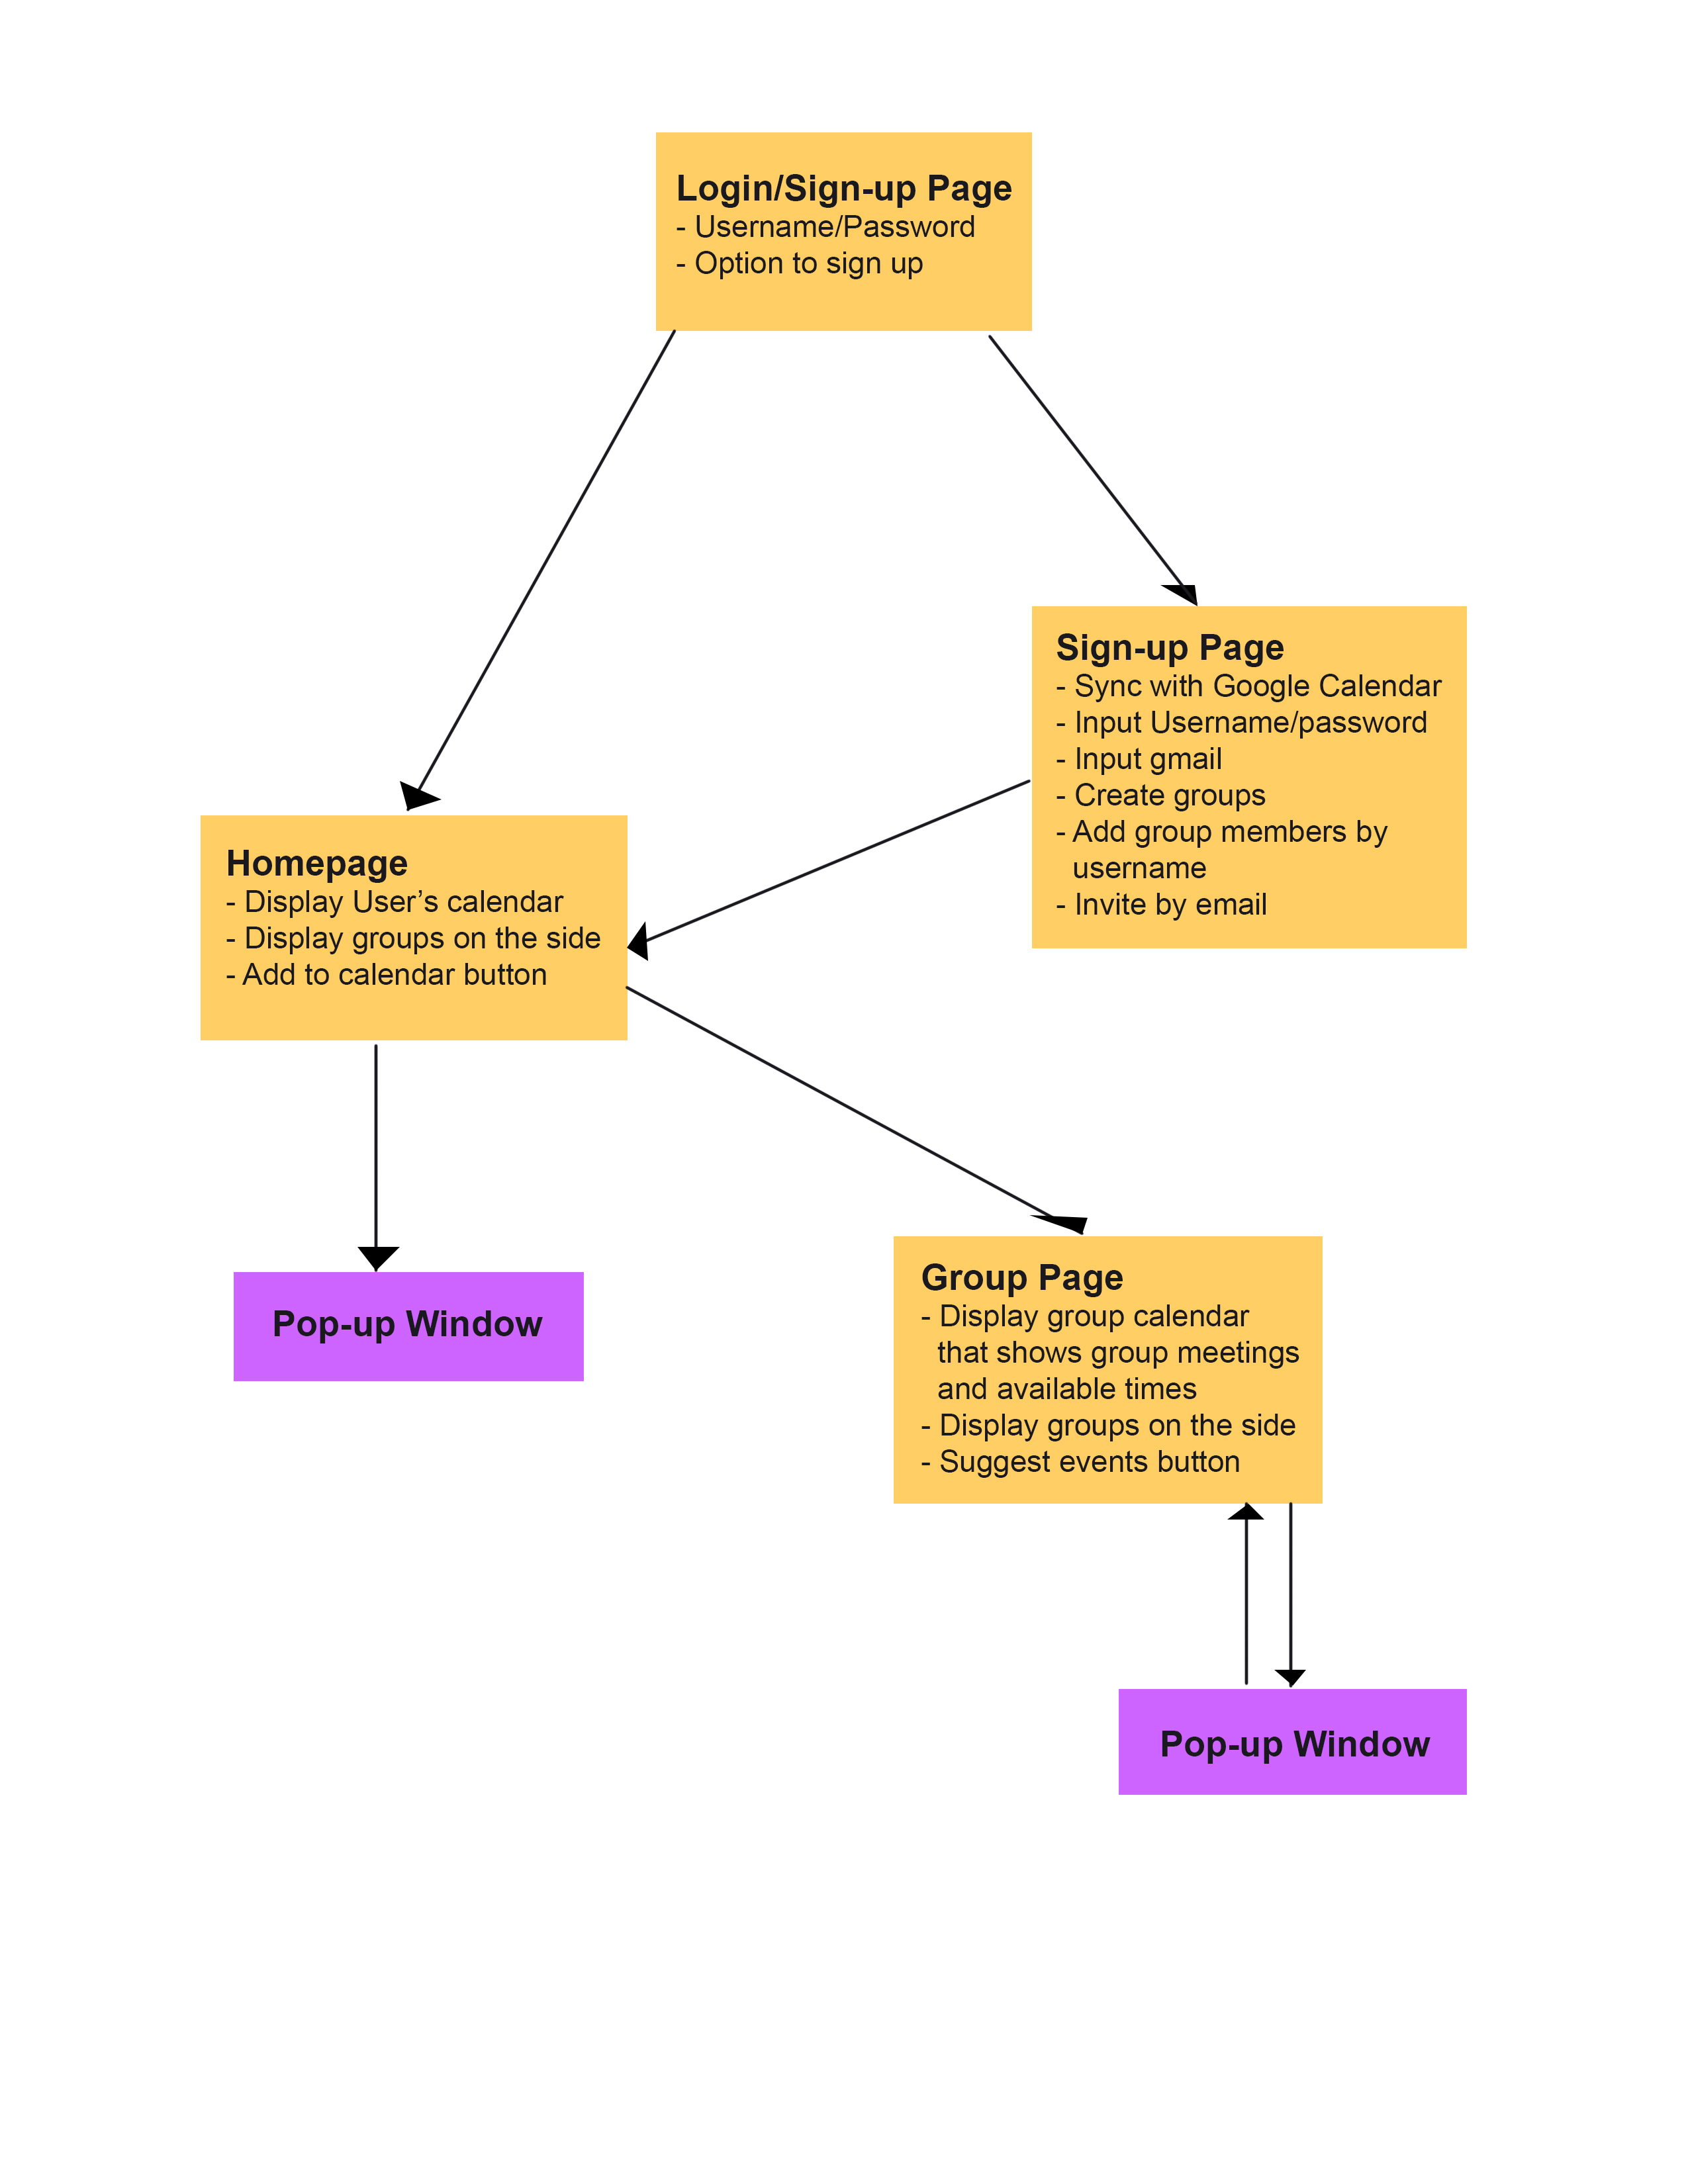 Login/Sign-up Page
- Username/Password
- Option to sign up
Sign-up Page
- Sync with Google Calendar
- Input Username/password
- Input gmail
- Create groups
- Add group members by
username
- Invite by email
Homepage
- Display User’s calendar
- Display groups on the side
- Add to calendar button
Pop-up Window
Group Page
- Display group calendar
that shows group meetings
and available times
- Display groups on the side
- Suggest events button
Pop-up Window